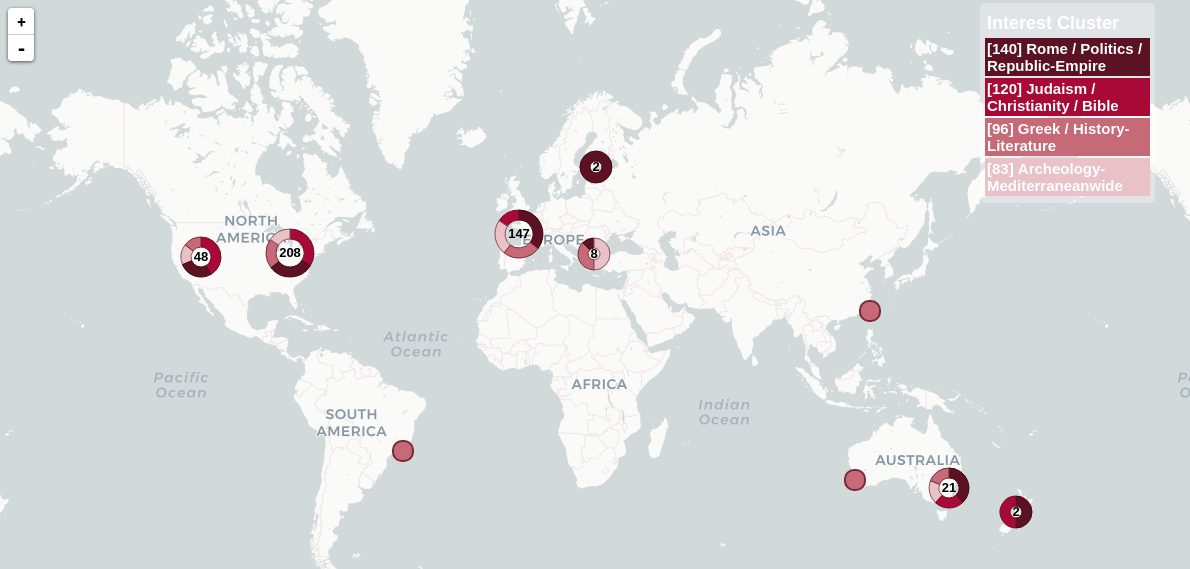 +
-
Interest Cluster
[140] Rome / Politics /
Republic-Empire
[120] Judaism /
Christianity / Bible
[96] Greek / History-
Literature
[83] Archeology-
Mediterraneanwide
2
NORTH
AMERIC
48
208
147
EUROPE
8
ASIA
Atlantic
Ocean
Pacific
Ocean
AFRICA
Indian
Ocean
SOUTH
AMERICA
AUSTRALIA
21
2
P
O